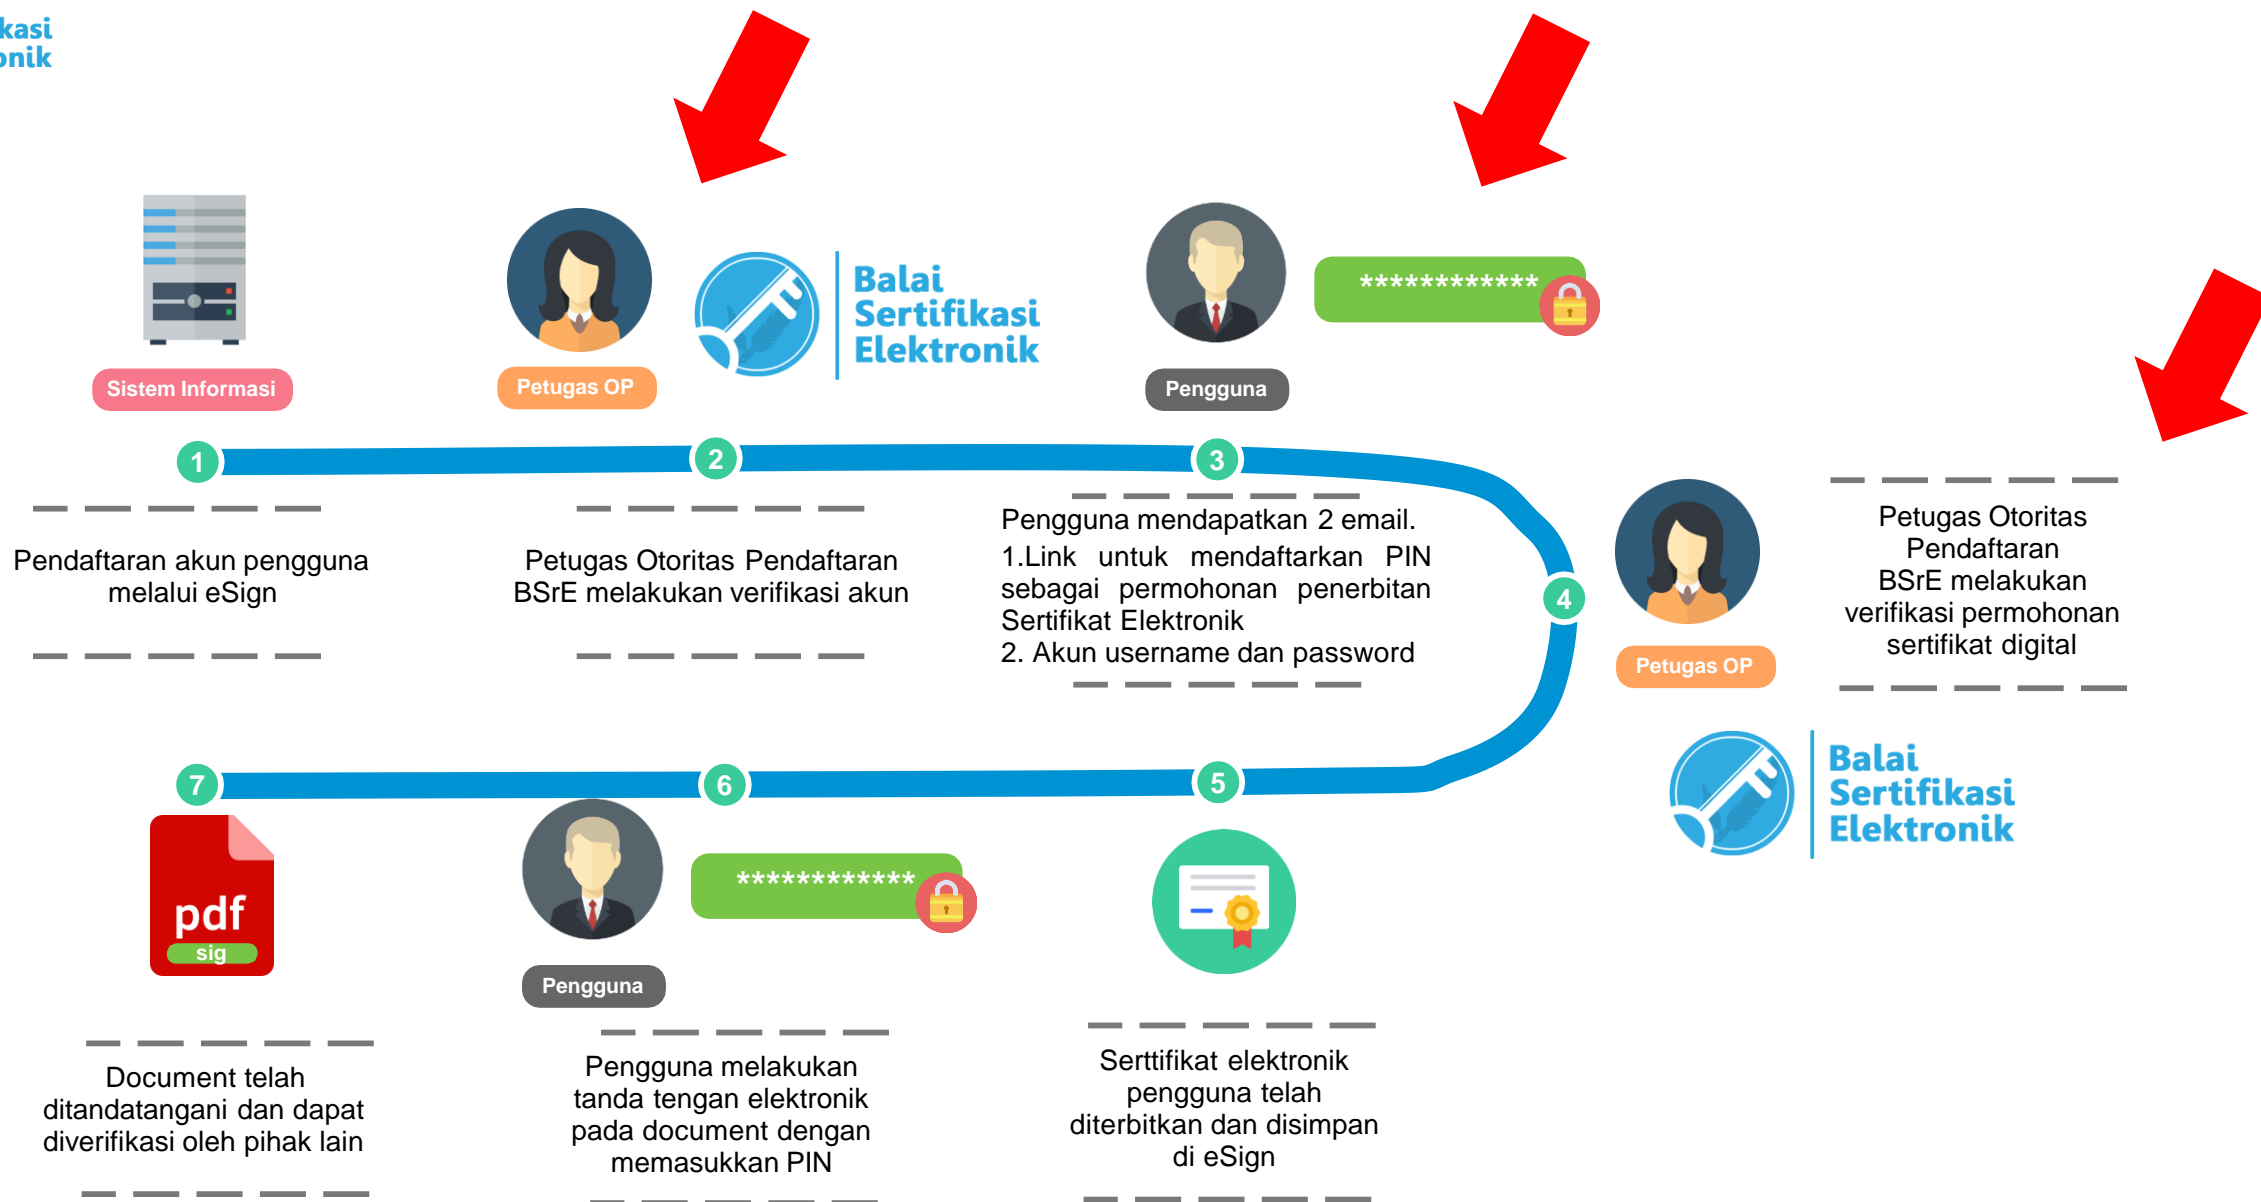 kasi
onik
Balai
Sertifikasi
Elektronik
************
Sistem Informasi
Petugas OP
Pengguna
1
2
3
Pendaftaran akun pengguna
melalui eSign
Petugas Otoritas Pendaftaran
BSrE melakukan verifikasi akun
Pengguna mendapatkan 2 email.
1.Link untuk mendaftarkan PIN
sebagai permohonan penerbitan
Sertifikat Elektronik
2. Akun username dan password
4
Petugas OP
Petugas Otoritas
Pendaftaran
BSrE melakukan
verifikasi permohonan
sertifikat digital
Balai
Sertifikasi
Elektronik
5
Serttifikat elektronik
pengguna telah
diterbitkan dan disimpan
di eSign
6
************
Pengguna
Pengguna melakukan
tanda tengan elektronik
pada document dengan
memasukkan PIN
7
pdf
sig
Document telah
ditandatangani dan dapat
diverifikasi oleh pihak lain